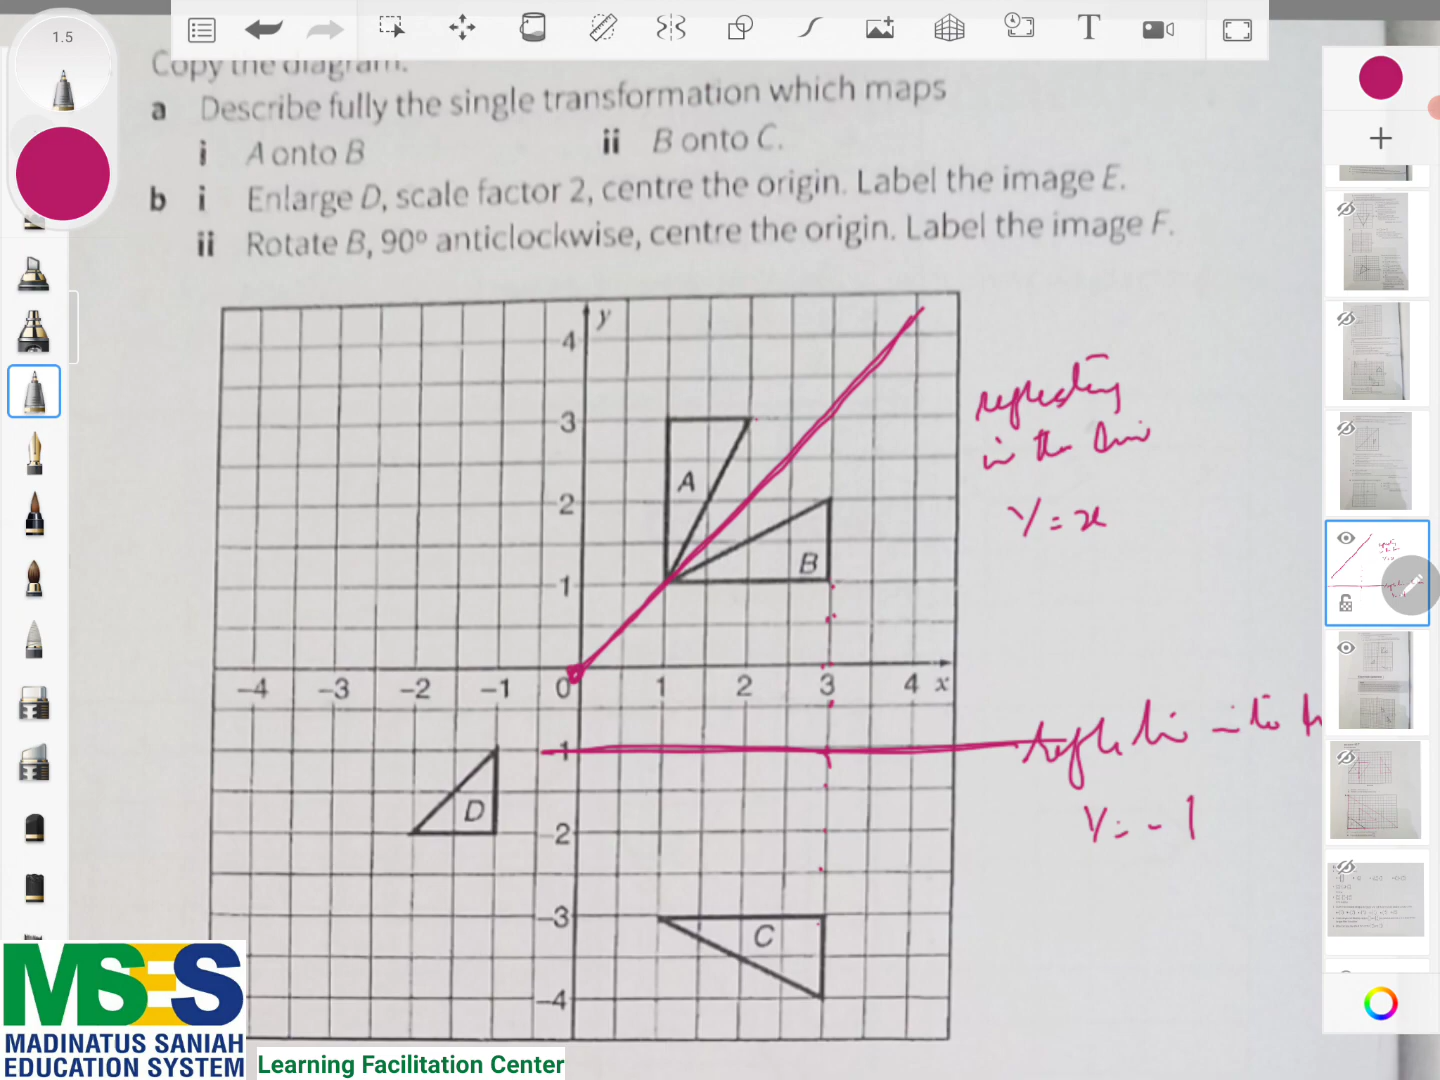 1.5
T
Copy the diagram.
a Describe fully the single transformation which maps
i A onto B ii B onto C.
b i Enlarge D, scale factor 2, centre the origin. Label the image E.
ii Rotate B, 90º anticlockwise, centre the origin. Label the image F.
y
4
3
A
2
B
1
-4 -3 -2 -1 0 1 2 3 4 x
-1
D
-2
-3
C
-4
in the
Y = x
Y = - 1
MSES
MADINATUS SANIAH
EDUCATION SYSTEM
Learning Facilitation Center